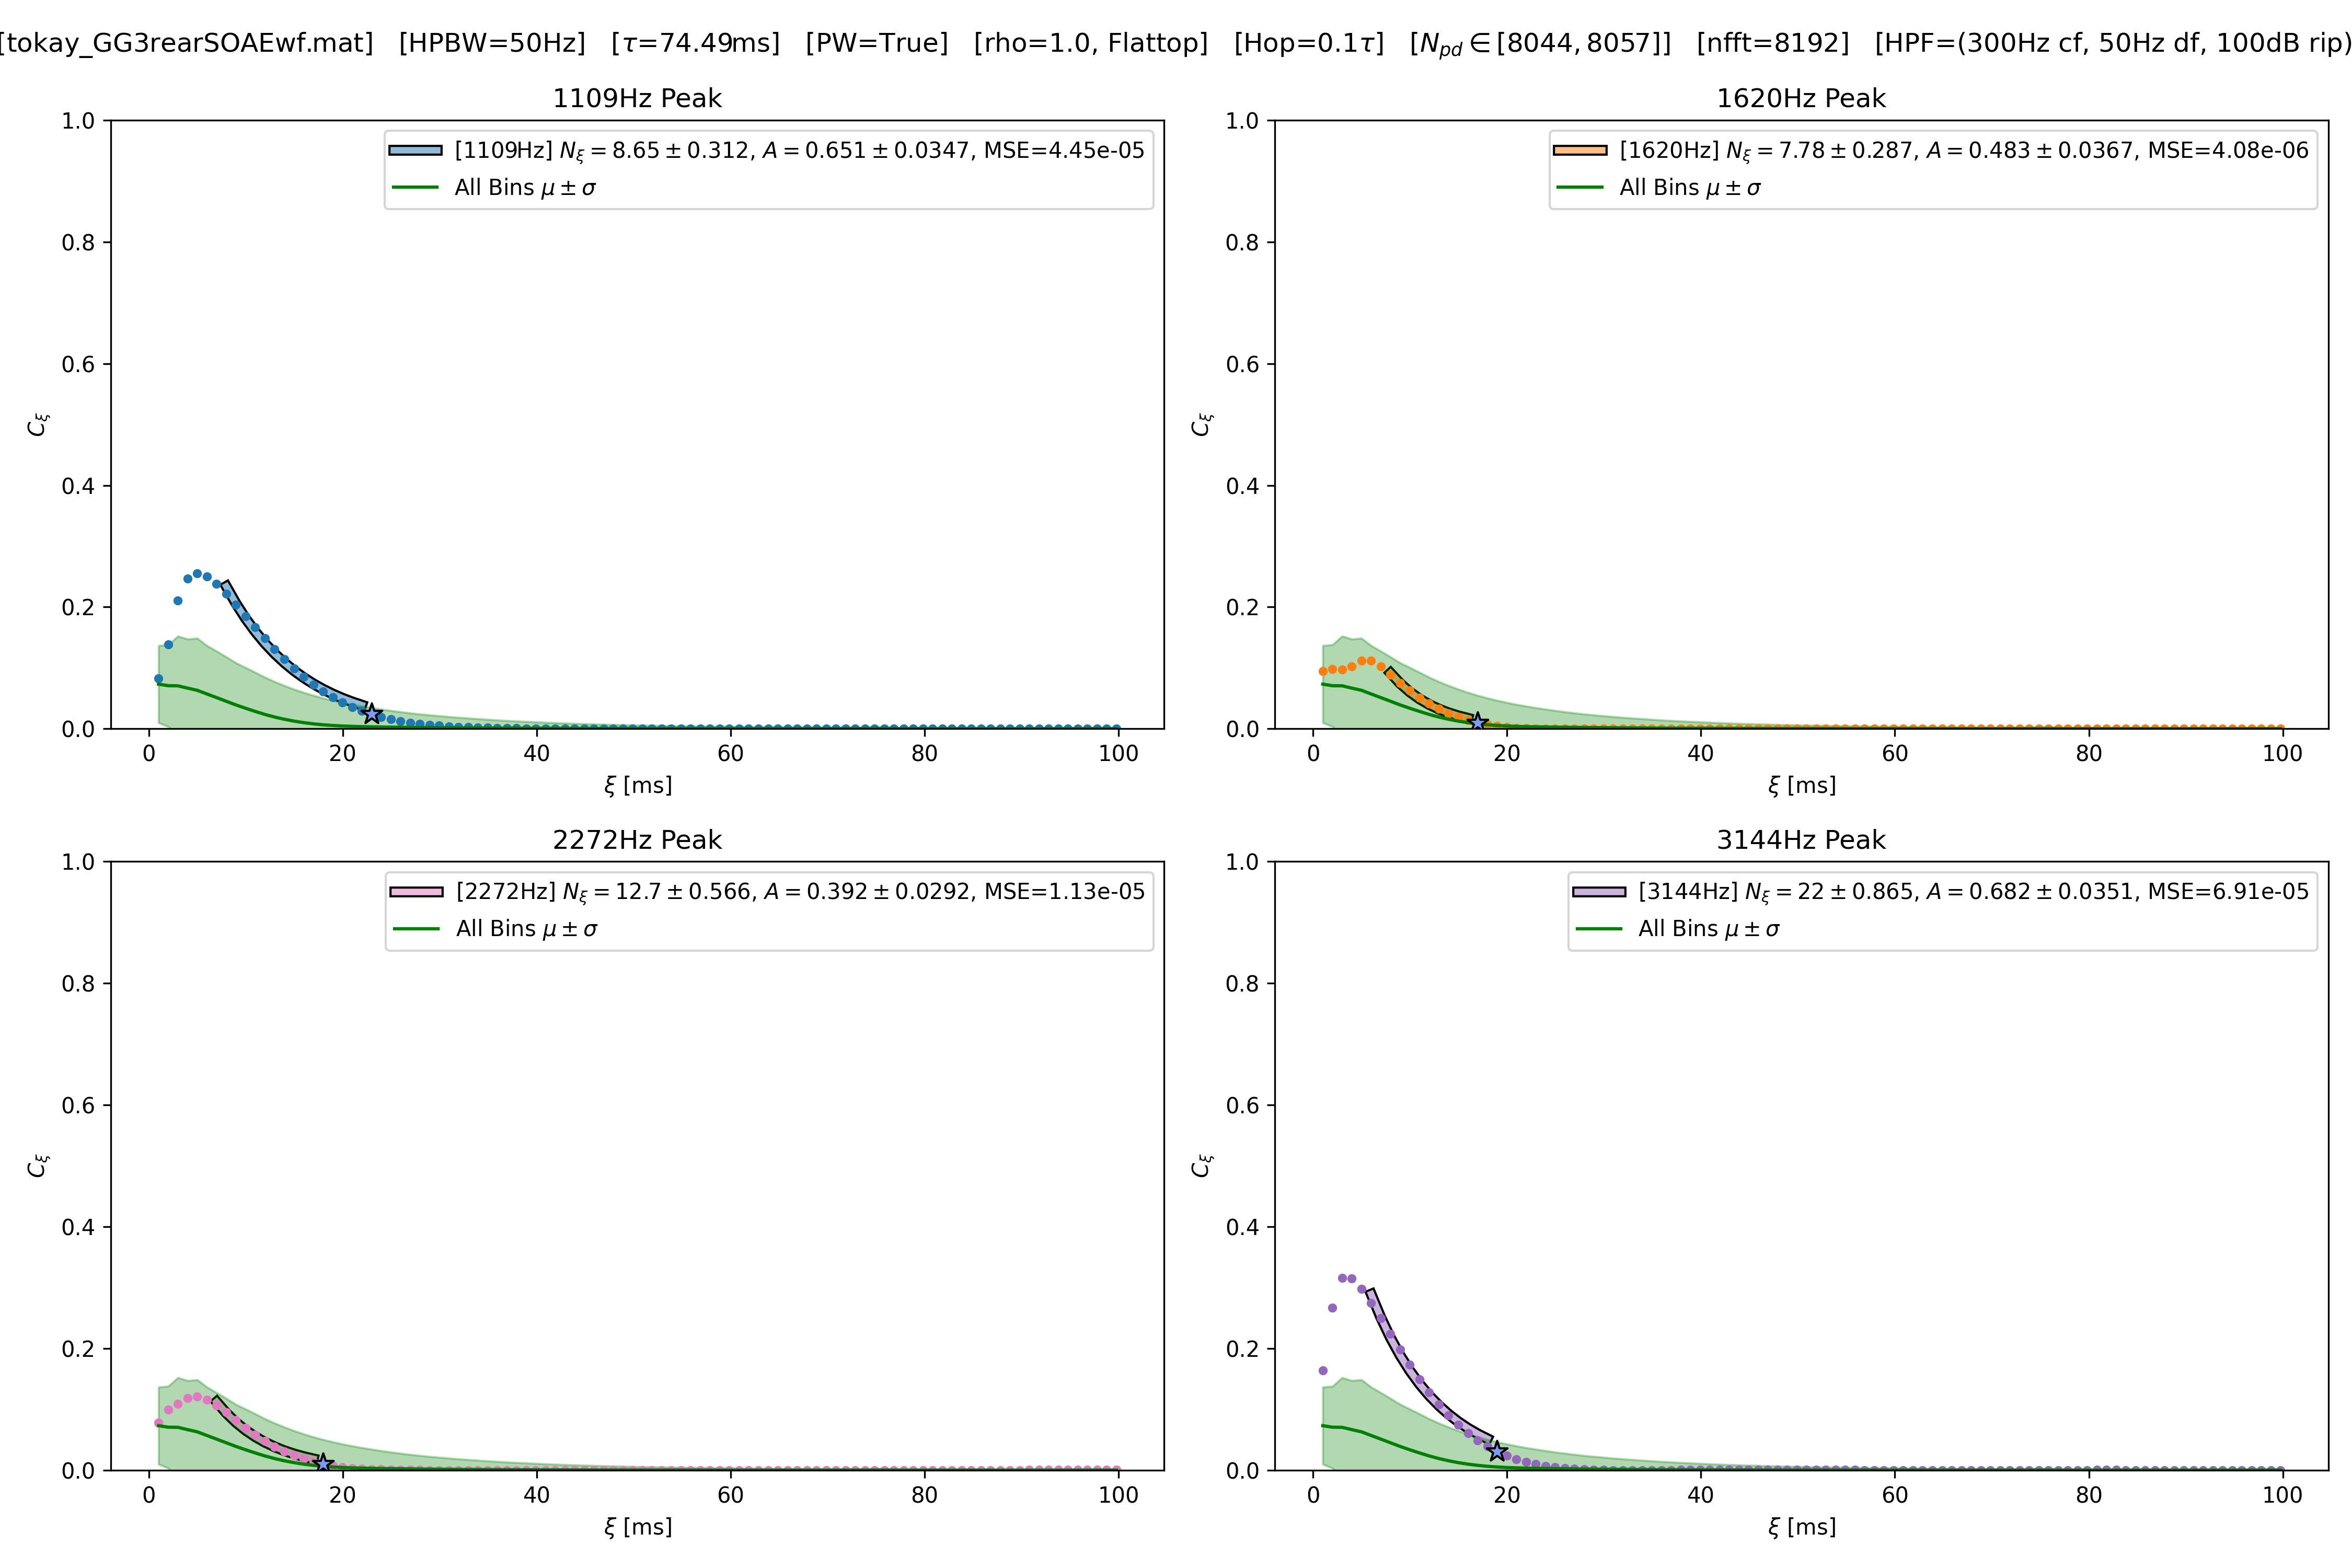 [tokay_GG3rearSOAEwf.mat] [HPBW=50Hz] [τ=74.49ms] [PW=True] [rho=1.0, Flattop] [Hop=0.1τ] [N_pd ∈ [8044, 8057]] [nfft=8192] [HPF=(300Hz cf, 50Hz df, 100dB rip)
1109Hz Peak
[1109Hz] N_ξ = 8.65 ± 0.312, A = 0.651 ± 0.0347, MSE=4.45e-05
All Bins μ ± σ
1.0
0.8
0.6
0.4
0.2
0.0
C_ξ
0 20 40 60 80 100
ξ [ms]
1620Hz Peak
[1620Hz] N_ξ = 7.78 ± 0.287, A = 0.483 ± 0.0367, MSE=4.08e-06
All Bins μ ± σ
1.0
0.8
0.6
0.4
0.2
0.0
C_ξ
0 20 40 60 80 100
ξ [ms]
2272Hz Peak
[2272Hz] N_ξ = 12.7 ± 0.566, A = 0.392 ± 0.0292, MSE=1.13e-05
All Bins μ ± σ
1.0
0.8
0.6
0.4
0.2
0.0
C_ξ
0 20 40 60 80 100
ξ [ms]
3144Hz Peak
[3144Hz] N_ξ = 22 ± 0.865, A = 0.682 ± 0.0351, MSE=6.91e-05
All Bins μ ± σ
1.0
0.8
0.6
0.4
0.2
0.0
C_ξ
0 20 40 60 80 100
ξ [ms]